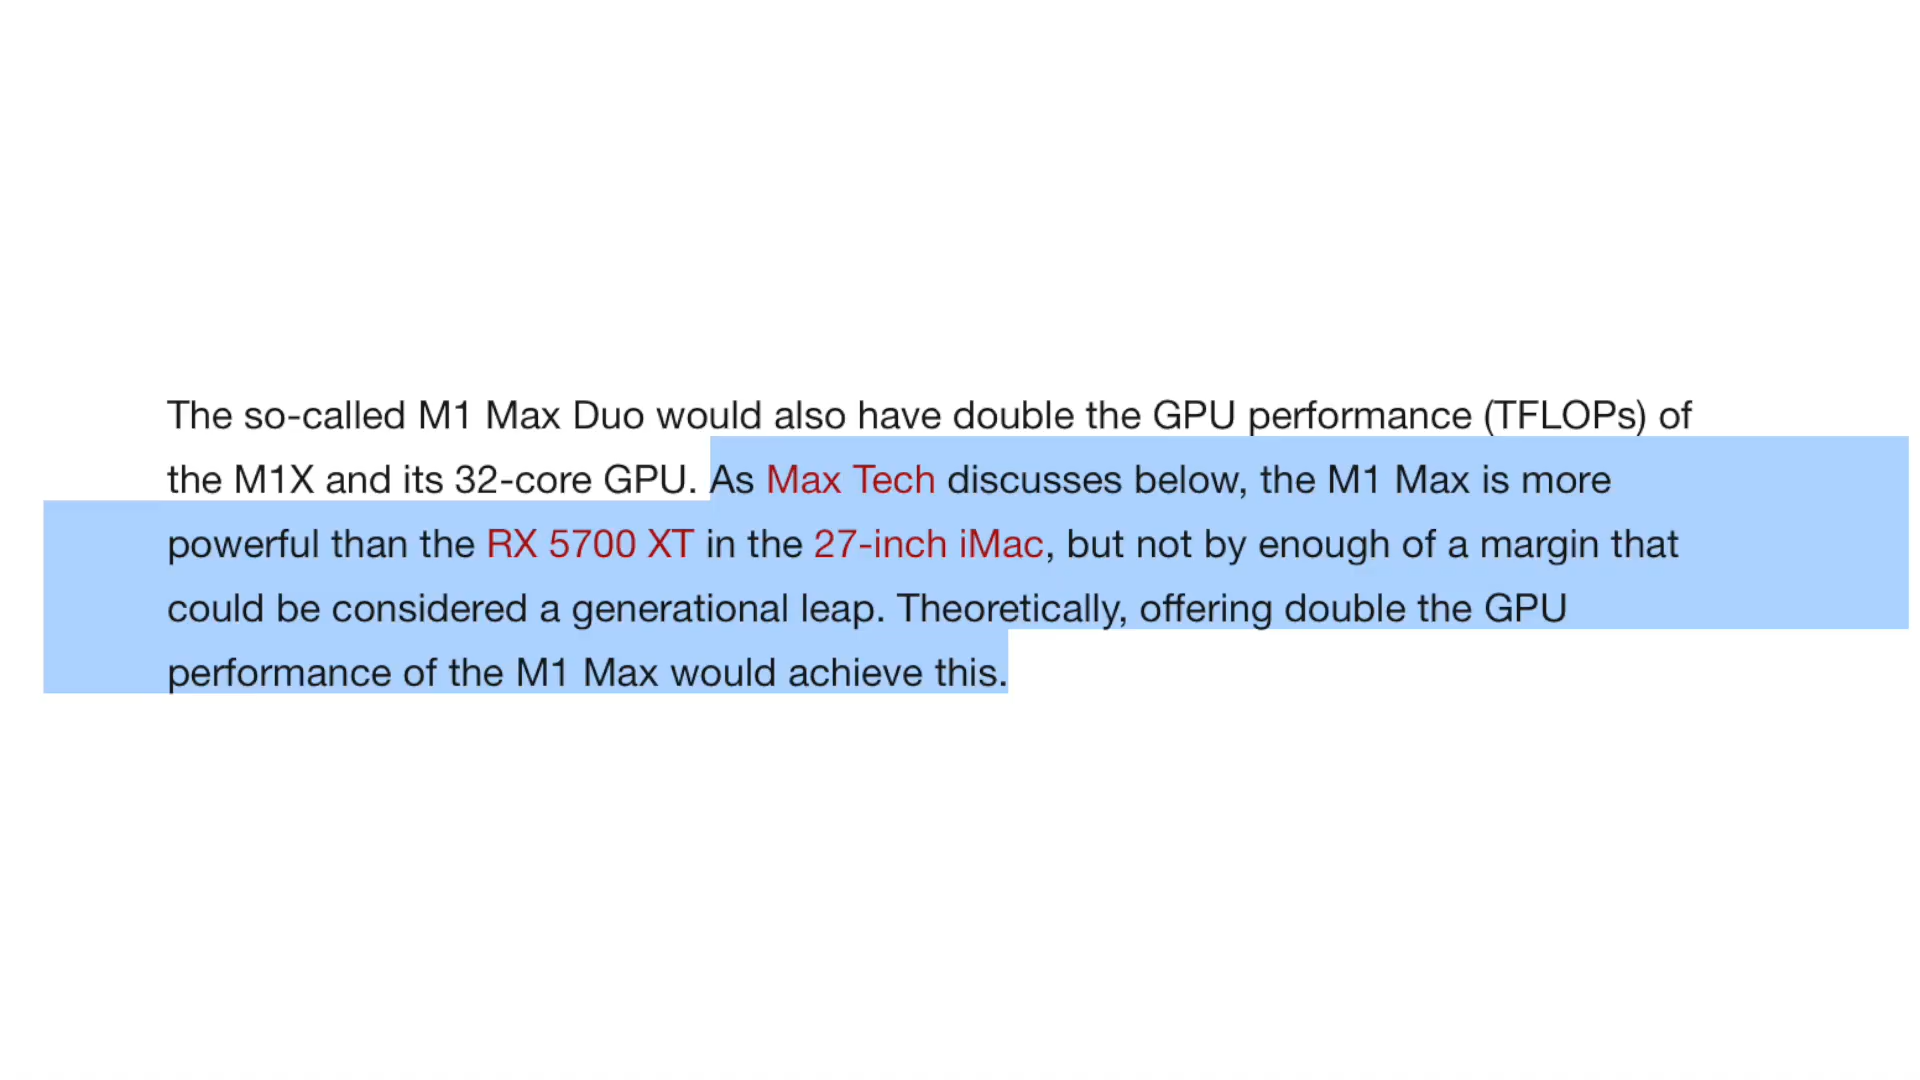 The so-called M1 Max Duo would also have double the GPU performance (TFLOPs) of
the M1X and its 32-core GPU. As Max Tech discusses below, the M1 Max is more
powerful than the RX 5700 XT in the 27-inch iMac, but not by enough of a margin that
could be considered a generational leap. Theoretically, offering double the GPU
performance of the M1 Max would achieve this.